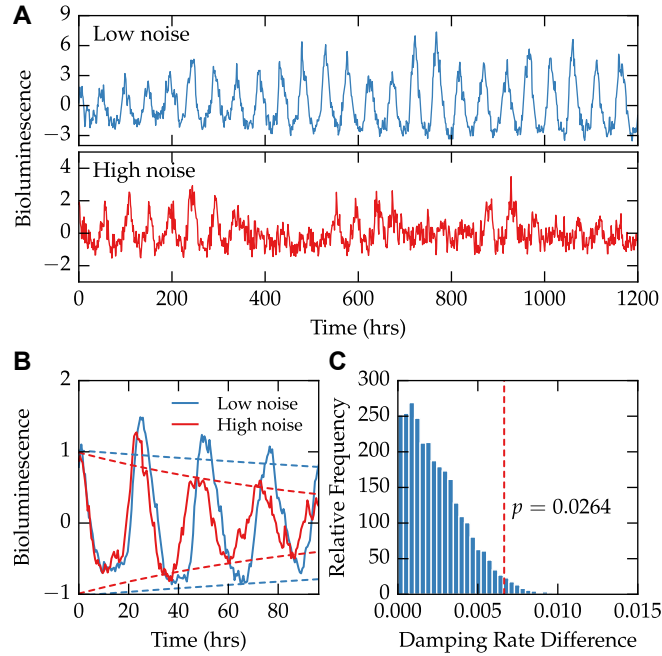 A
Low noise
9
6
3
0
−3
Bioluminescence
High noise
4
2
0
−2
0 200 400 600 800 1000 1200
Time (hrs)
B
2
1
0
−1
Bioluminescence
Low noise
High noise
0 20 40 60 80
Time (hrs)
C
300
250
200
150
100
50
0
Relative Frequency
p = 0.0264
0.000 0.005 0.010 0.015
Damping Rate Difference